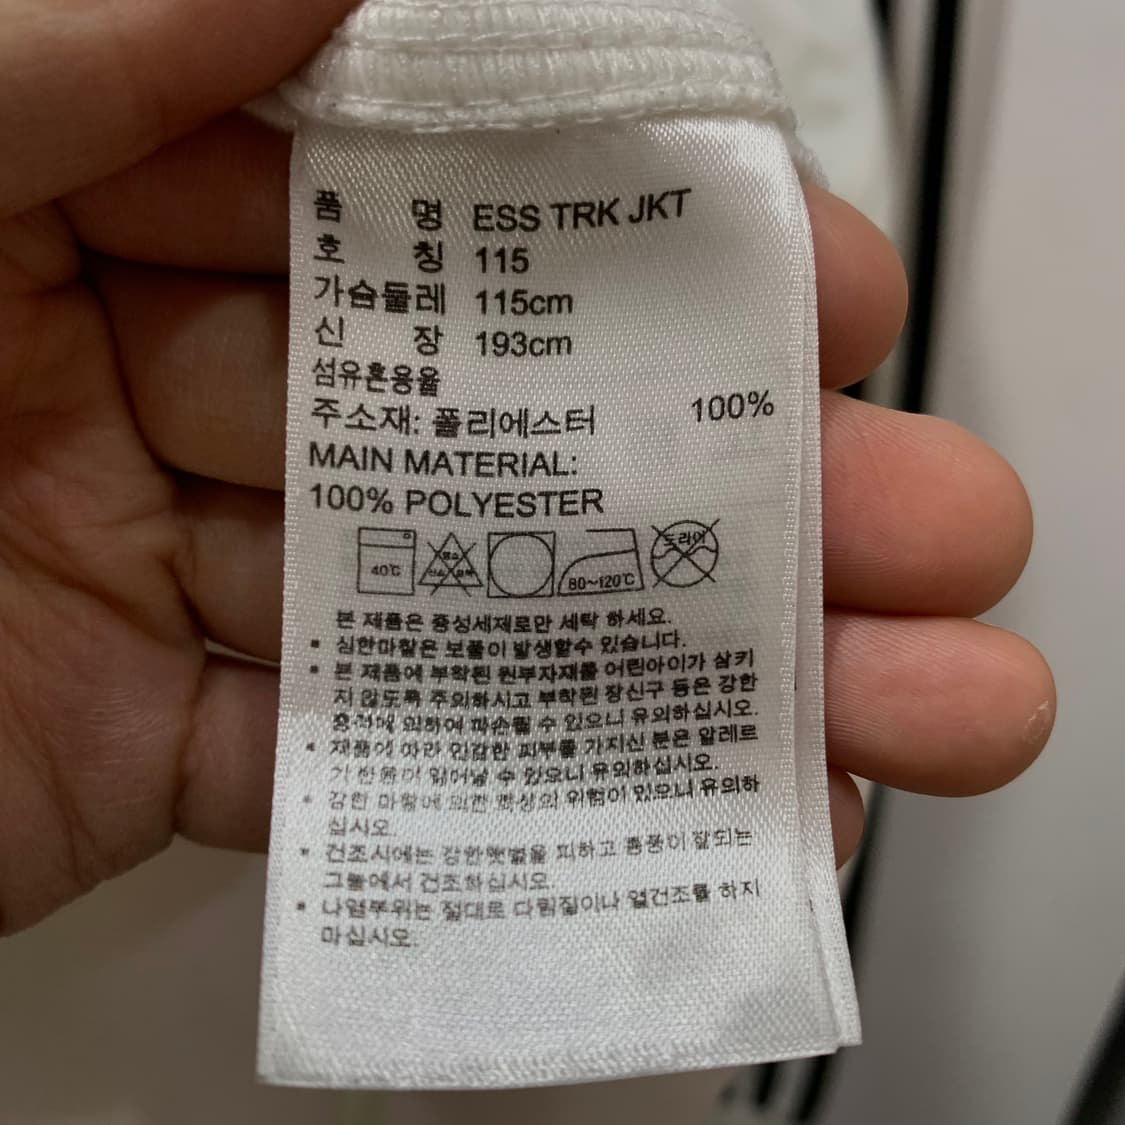 품 명 ESS TRK JKT
호 칭 115
가슴둘레 115cm
신 장 193cm
섬유혼용율
주소재: 폴리에스터 100%
MAIN MATERIAL:
100% POLYESTER
40℃ 80~120℃ 드라이
본 제품은 중성세제로만 세탁 하세요.
▪ 심한마찰은 보풀이 발생할수 있습니다.
▪ 본 제품에 부착된 원부자재를 어린아이가 삼키
지 않도록 주의하시고 부착된 장신구 등은 강한
충격에 의하여 파손될 수 있으니 유의하십시오.
▪ 제품에 따라 민감한 피부를 가지신 분은 알레르
기 반응이 일어날 수 있으니 유의하십시오.
▪ 강한 마찰에 의한 의 위험이 있으니 유의하
십시오.
▪ 건조시에는 강한햇볕을 피하고 통풍이 잘되는
그늘에서 건조하십시오.
▪ 나염부위는 절대로 다림질이나 열건조를 하지
마십시오.